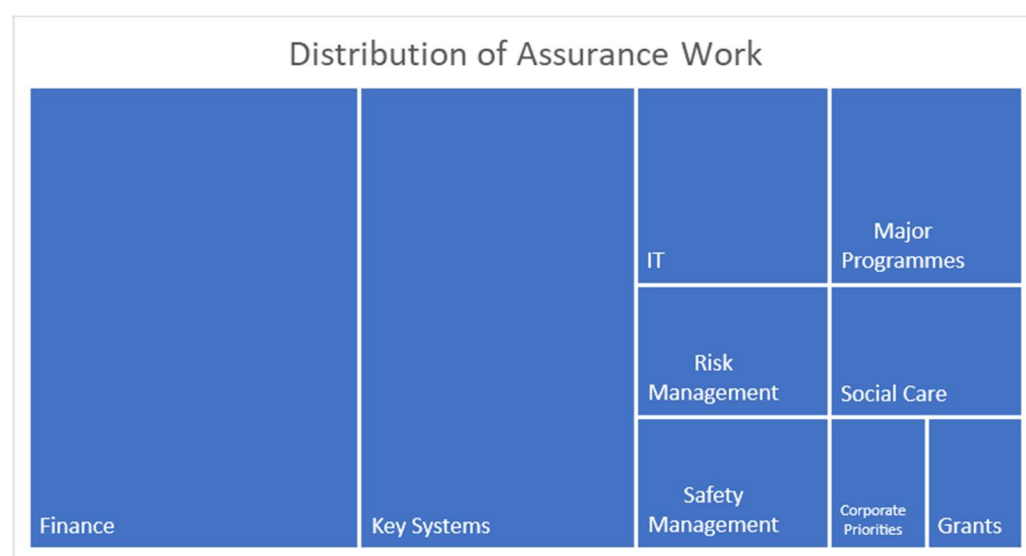 Distribution of Assurance Work
Finance
Key Systems
IT
Major
Programmes
Risk
Management
Social Care
Safety
Management
Corporate
Priorities
Grants